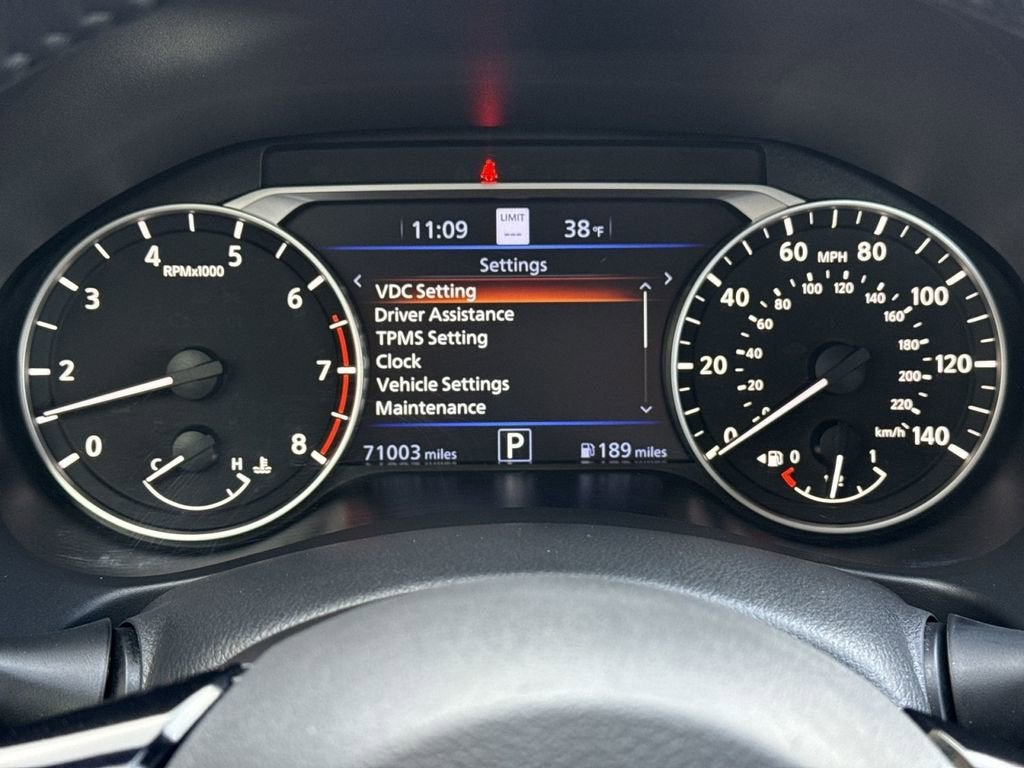 11:09 LIMIT --- 38°F
Settings
VDC Setting
Driver Assistance
TPMS Setting
Clock
Vehicle Settings
Maintenance
71003 miles P 189 miles
0 2 3 4 5 6 7 8
RPMx1000
C H
0 20 40 60 80 100 120 140
MPH
0 20 40 60 80 100 120 140 160 180 200 220
km/h
0 1